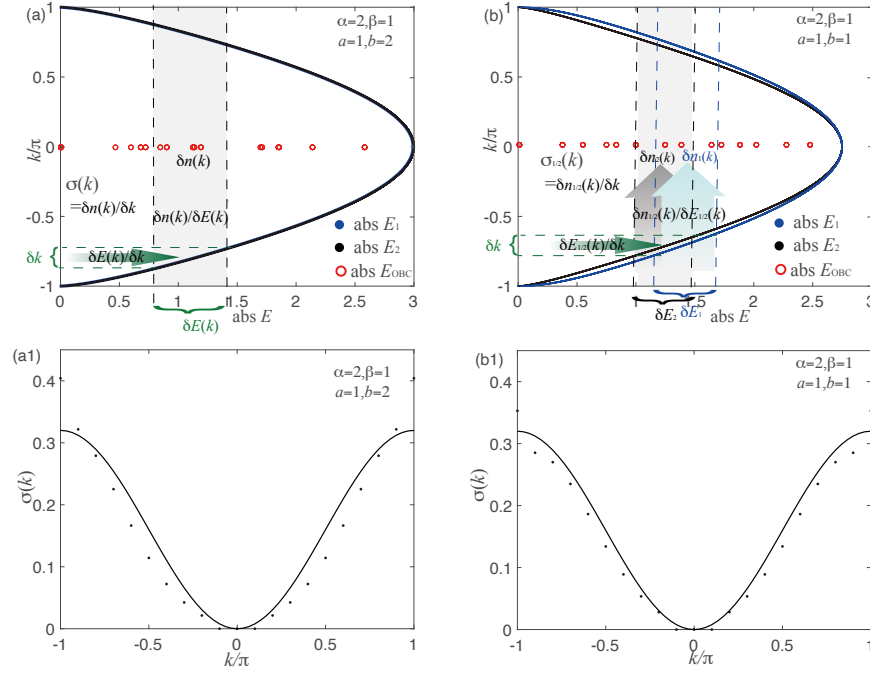 (a)
α=2,β=1
a=1,b=2
1
0.5
0
-0.5
-1
k/π
σ(k)
=δn(k)/δk
δn(k)
δn(k)/δE(k)
δk
δE(k)/δk
abs E1
abs E2
abs EOBC
0 0.5 1 1.5 2 2.5 3
abs E
δE(k)
(b)
α=2,β=1
a=1,b=1
1
0.5
0
-0.5
-1
k/π
δn2(k)
δn1(k)
σ1/2(k)
=δn1/2(k)/δk
δn1/2(k)/δE1/2(k)
δk
δE1/2(k)/δk
abs E1
abs E2
abs EOBC
0.5 1 1.5 2 2.5 3
δE2
δE1
abs E
(a1)
α=2,β=1
a=1,b=2
0.4
0.3
0.2
0.1
0
σ(k)
-1 -0.5 0 0.5 1
k/π
(b1)
α=2,β=1
a=1,b=1
0.4
0.3
0.2
0.1
0
σ(k)
-1 -0.5 0 0.5 1
k/π